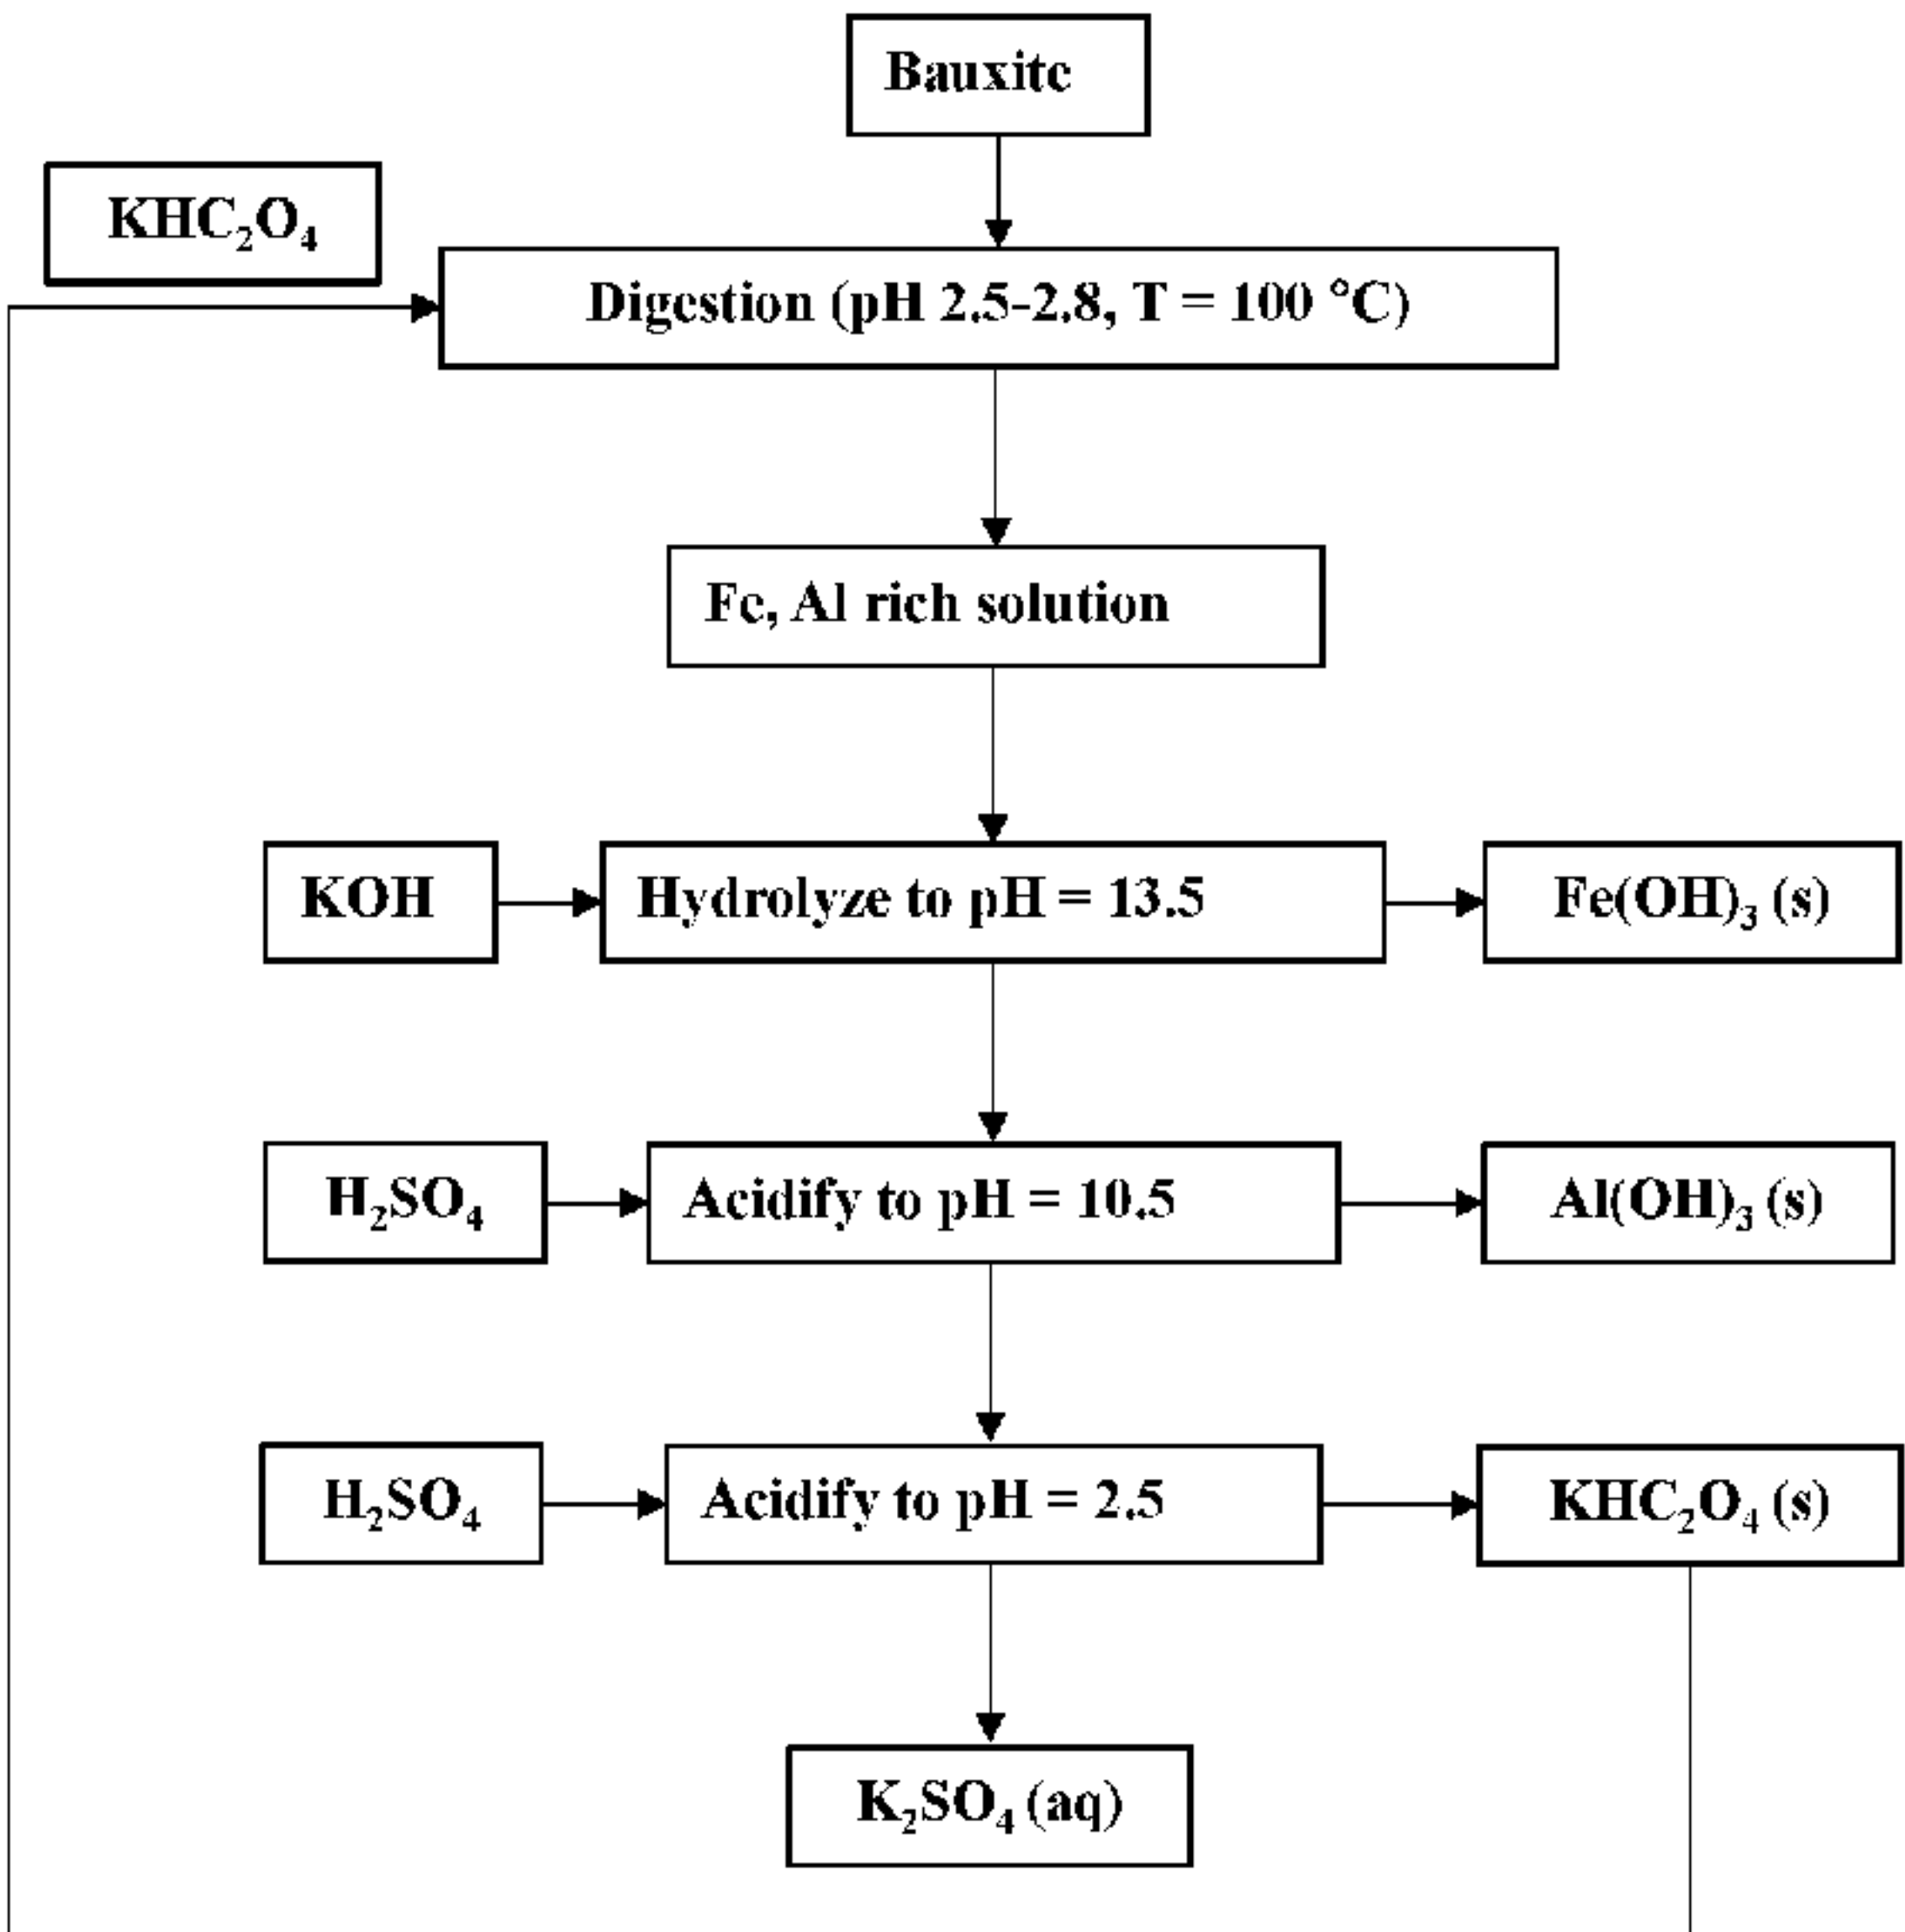 Bauxite
KHC₂O₄
Digestion (pH 2.5-2.8, T = 100 °C)
Fe, Al rich solution
KOH
Hydrolyze to pH = 13.5
Fe(OH)₃ (s)
H₂SO₄
Acidify to pH = 10.5
Al(OH)₃ (s)
H₂SO₄
Acidify to pH = 2.5
KHC₂O₄ (s)
K₂SO₄ (aq)